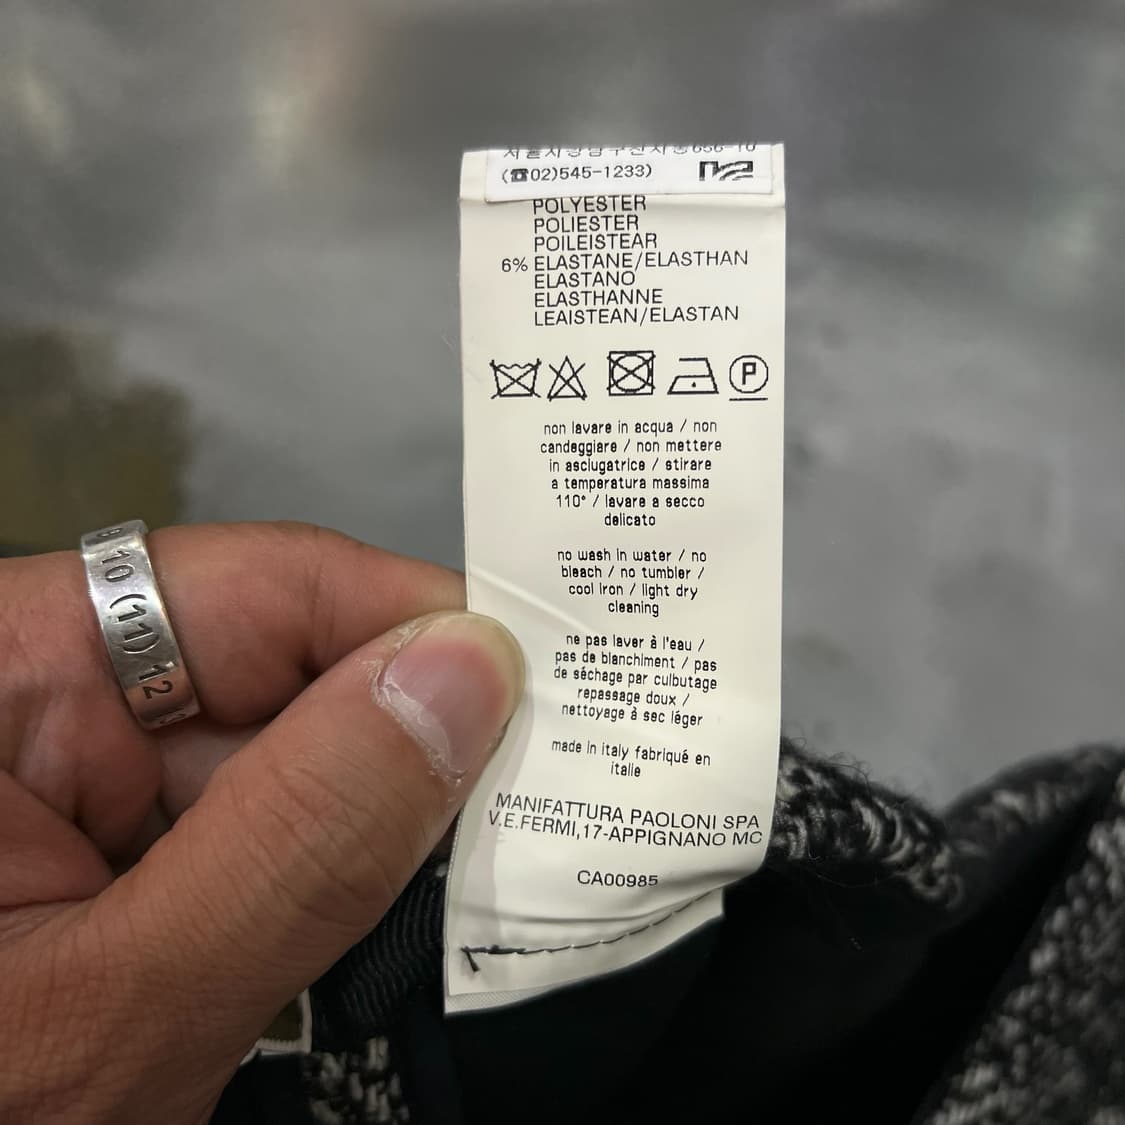 (☎02)545-1233)
POLYESTER
POLIESTER
POILEISTEAR
6% ELASTANE/ELASTHAN
ELASTANO
ELASTHANNE
LEAISTEAN/ELASTAN
P
non lavare in acqua / non
candeggiare / non mettere
in asciugatrice / stirare
a temperatura massima
110° / lavare a secco
delicato
no wash in water / no
bleach / no tumbler /
cool iron / light dry
cleaning
ne pas laver à l'eau /
pas de blanchiment / pas
de séchage par culbutage
repassage doux /
nettoyage à sec léger
made in italy fabriqué en
italie
MANIFATTURA PAOLONI SPA
V.E.FERMI,17-APPIGNANO MC
CA00985
10 (11) 12